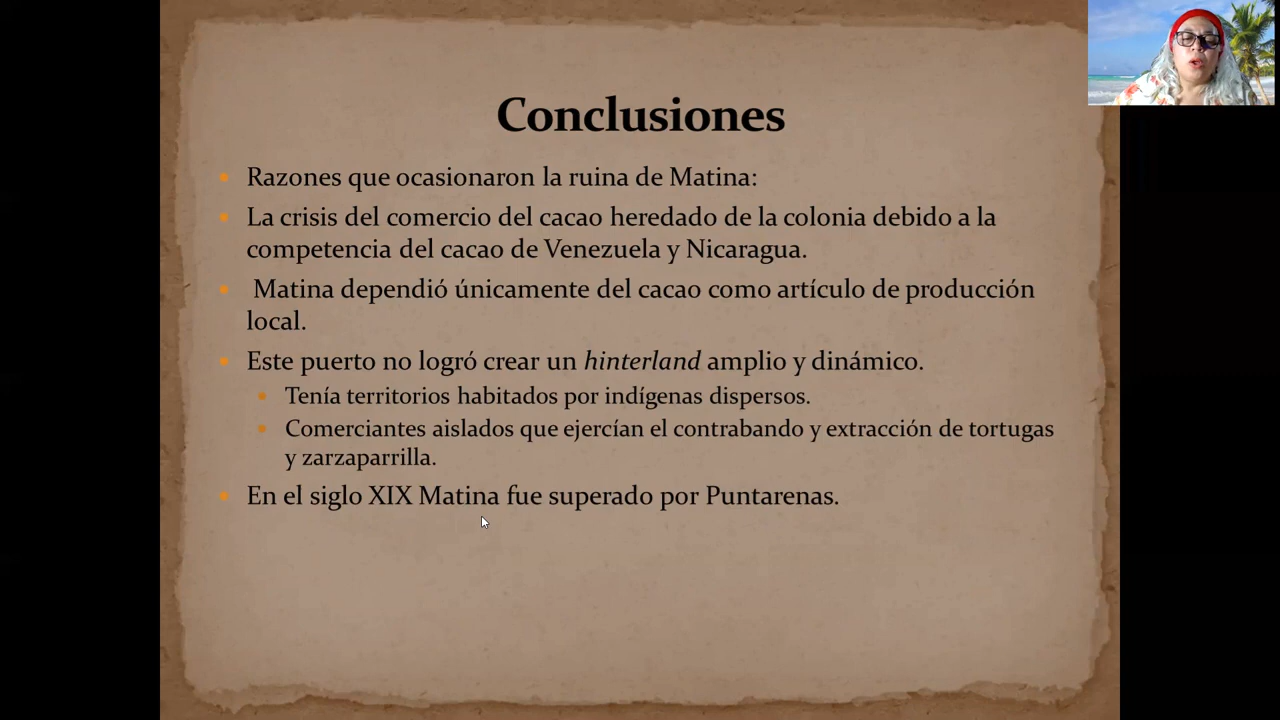 Conclusiones
Razones que ocasionaron la ruina de Matina:
La crisis del comercio del cacao heredado de la colonia debido a la
competencia del cacao de Venezuela y Nicaragua.
Matina dependió únicamente del cacao como artículo de producción
local.
Este puerto no logró crear un hinterland amplio y dinámico.
Tenía territorios habitados por indígenas dispersos.
Comerciantes aislados que ejercían el contrabando y extracción de tortugas
y zarzaparrilla.
En el siglo XIX Matina fue superado por Puntarenas.